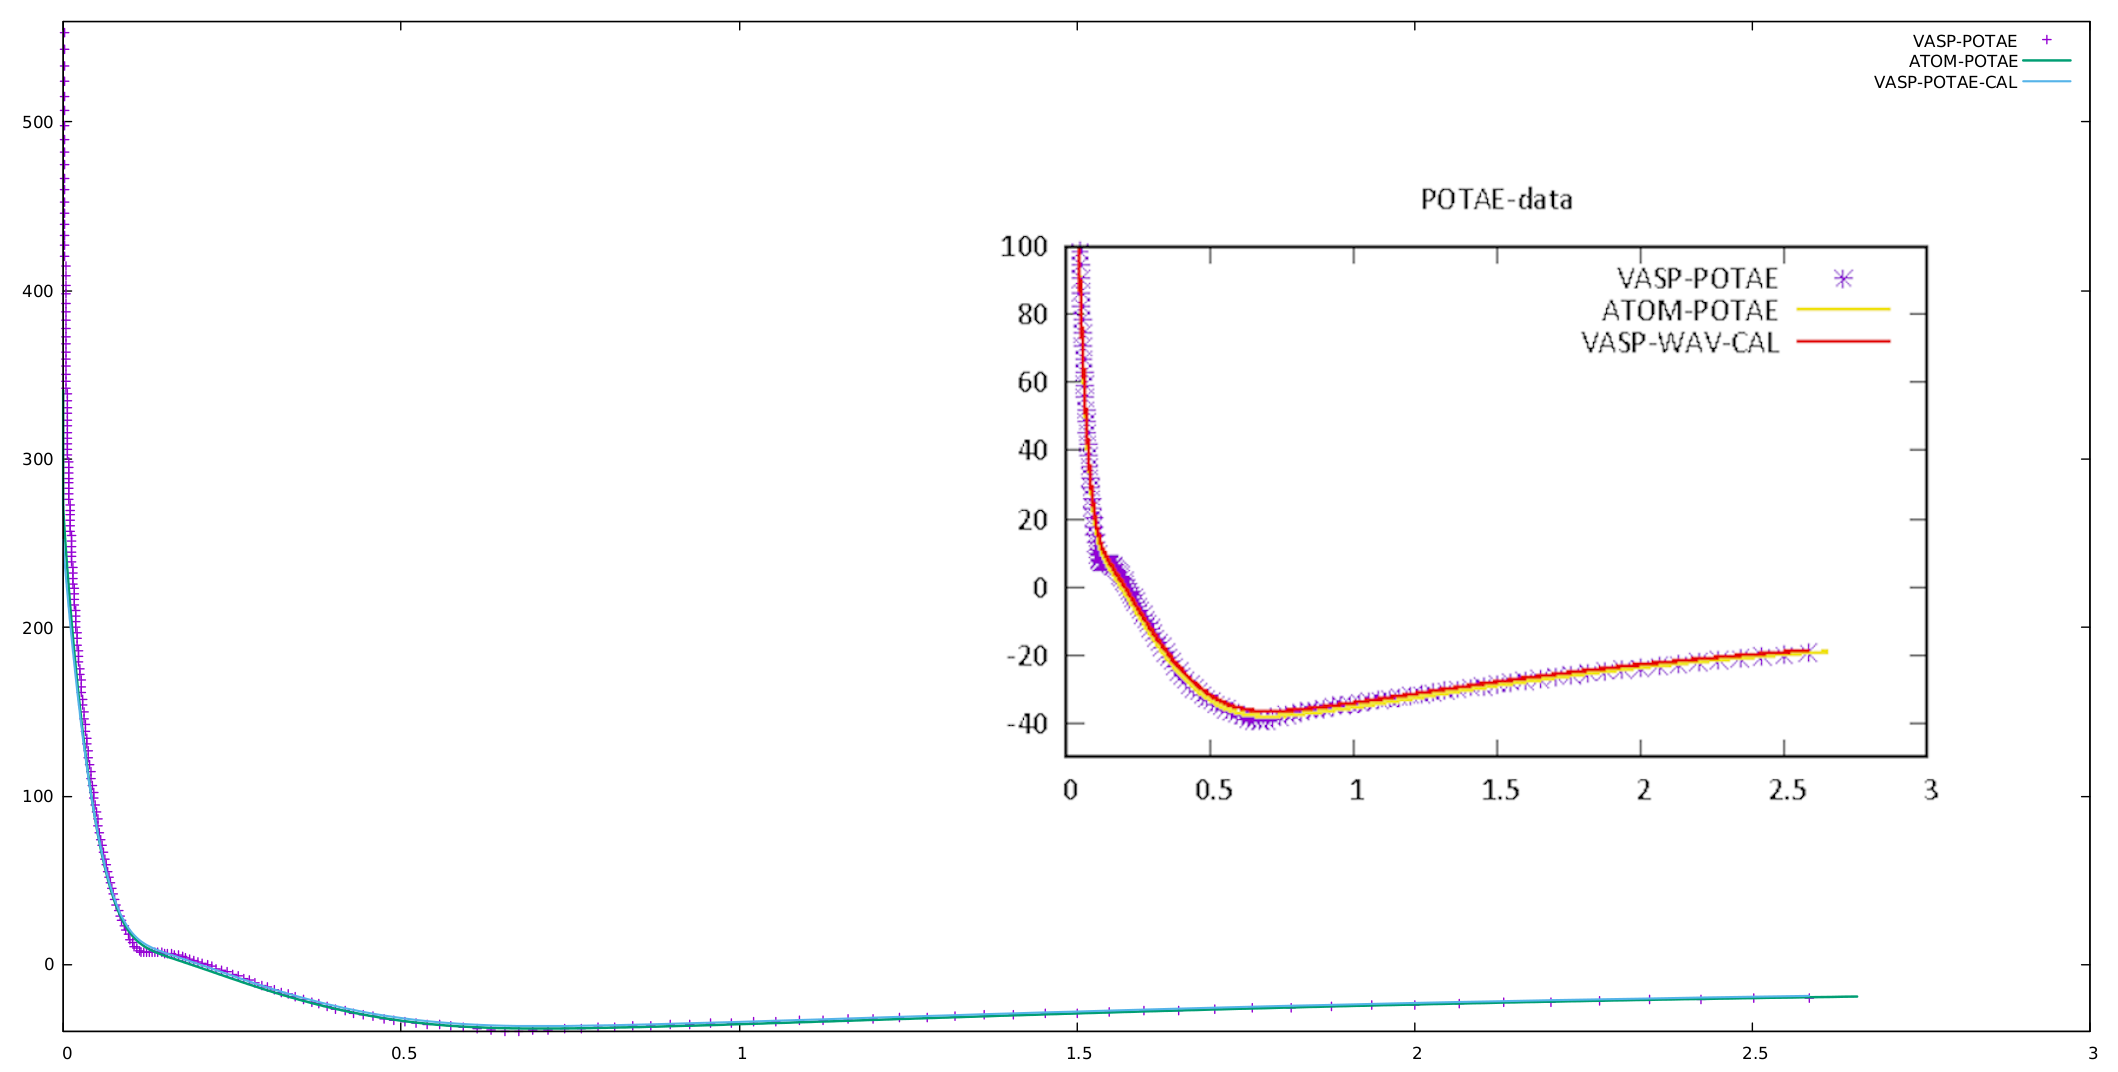 VASP-POTAE
ATOM-POTAE
VASP-POTAE-CAL
500
400
300
200
100
0
0 0.5 1 1.5 2 2.5 3
POTAE-data
VASP-POTAE
ATOM-POTAE
VASP-WAV-CAL
100
80
60
40
20
0
-20
-40
0 0.5 1 1.5 2 2.5 3